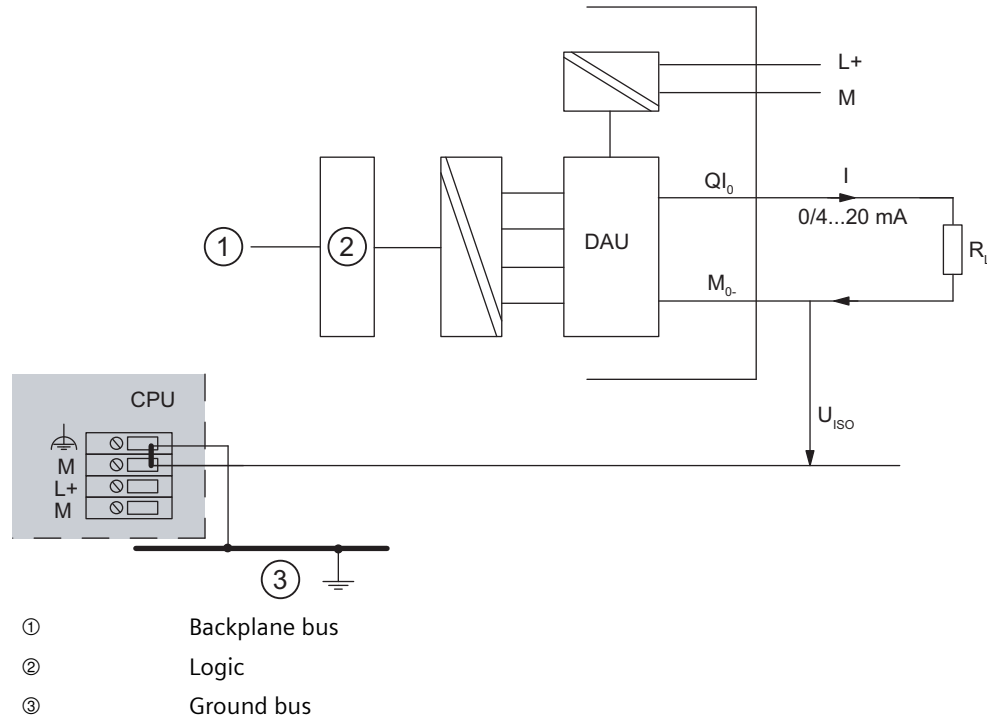 L+
M
QI0
I
0/4...20 mA
① ② DAU
RL
M0-
CPU
UISO
M
L+
M
③
① Backplane bus
② Logic
③ Ground bus